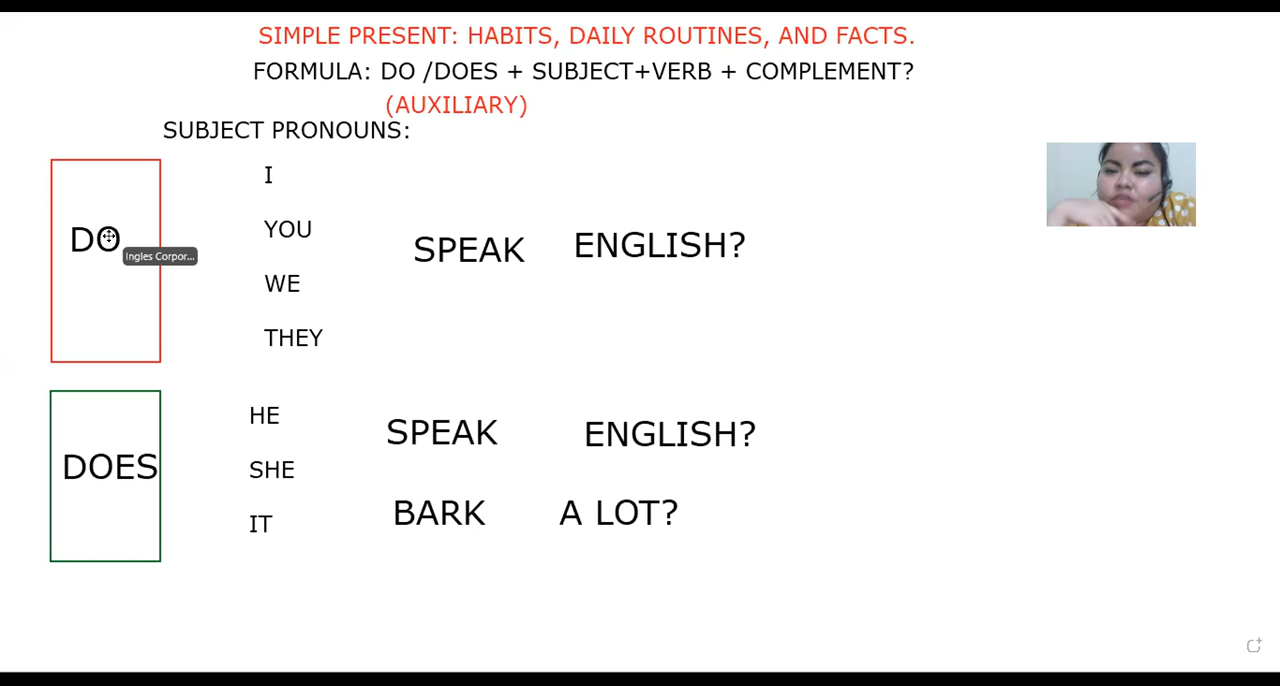 SIMPLE PRESENT: HABITS, DAILY ROUTINES, AND FACTS.
FORMULA: DO /DOES + SUBJECT+VERB + COMPLEMENT?
(AUXILIARY)
SUBJECT PRONOUNS:
I
YOU
WE
THEY
DO
Ingles Corpor...
SPEAK ENGLISH?
HE
SHE
IT
DOES
SPEAK ENGLISH?
BARK A LOT?